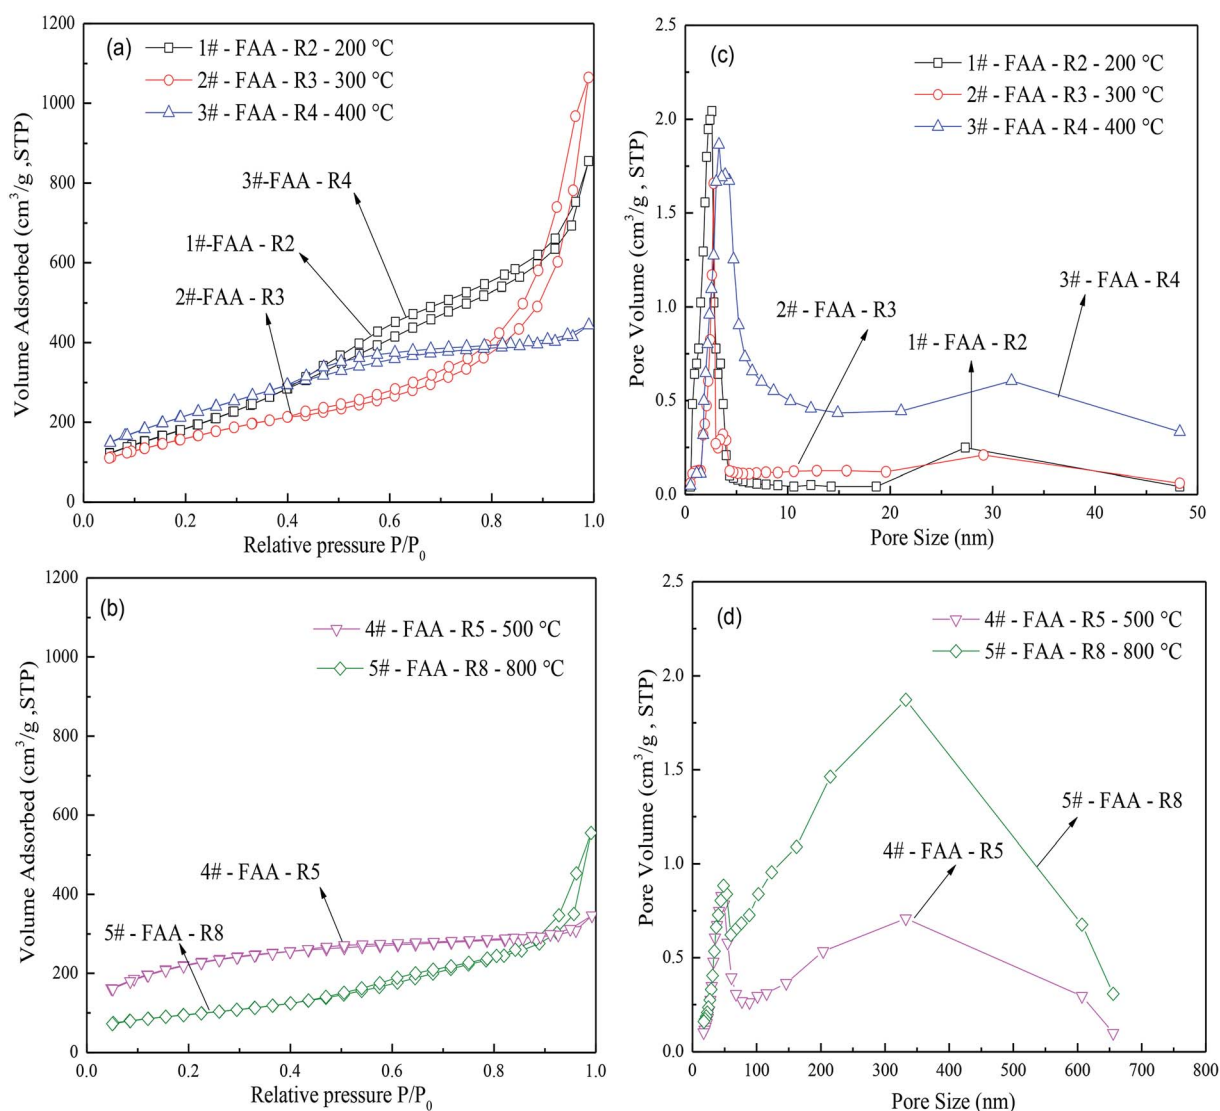 (a)
1# - FAA - R2 - 200 °C
2# - FAA - R3 - 300 °C
3# - FAA - R4 - 400 °C
3#-FAA - R4
1#-FAA - R2
2#-FAA - R3
Volume Adsorbed (cm³/g ,STP)
1200
1000
800
600
400
200
0
0.0 0.2 0.4 0.6 0.8 1.0
Relative pressure P/P₀
(c)
1# - FAA - R2 - 200 °C
2# - FAA - R3 - 300 °C
3# - FAA - R4 - 400 °C
3# - FAA - R4
2# - FAA - R3
1# - FAA - R2
Pore Volume (cm³/g , STP)
2.5
2.0
1.5
1.0
0.5
0.0
0 10 20 30 40 50
Pore Size (nm)
(b)
4# - FAA - R5 - 500 °C
5# - FAA - R8 - 800 °C
4# - FAA - R5
5# - FAA - R8
Volume Adsorbed (cm³/g ,STP)
1200
1000
800
600
400
200
0
0.0 0.2 0.4 0.6 0.8 1.0
Relative pressure P/P₀
(d)
4# - FAA - R5 - 500 °C
5# - FAA - R8 - 800 °C
5# - FAA - R8
4# - FAA - R5
Pore Volume (cm³/g , STP)
2.5
2.0
1.5
1.0
0.5
0.0
0 100 200 300 400 500 600 700 800
Pore Size (nm)